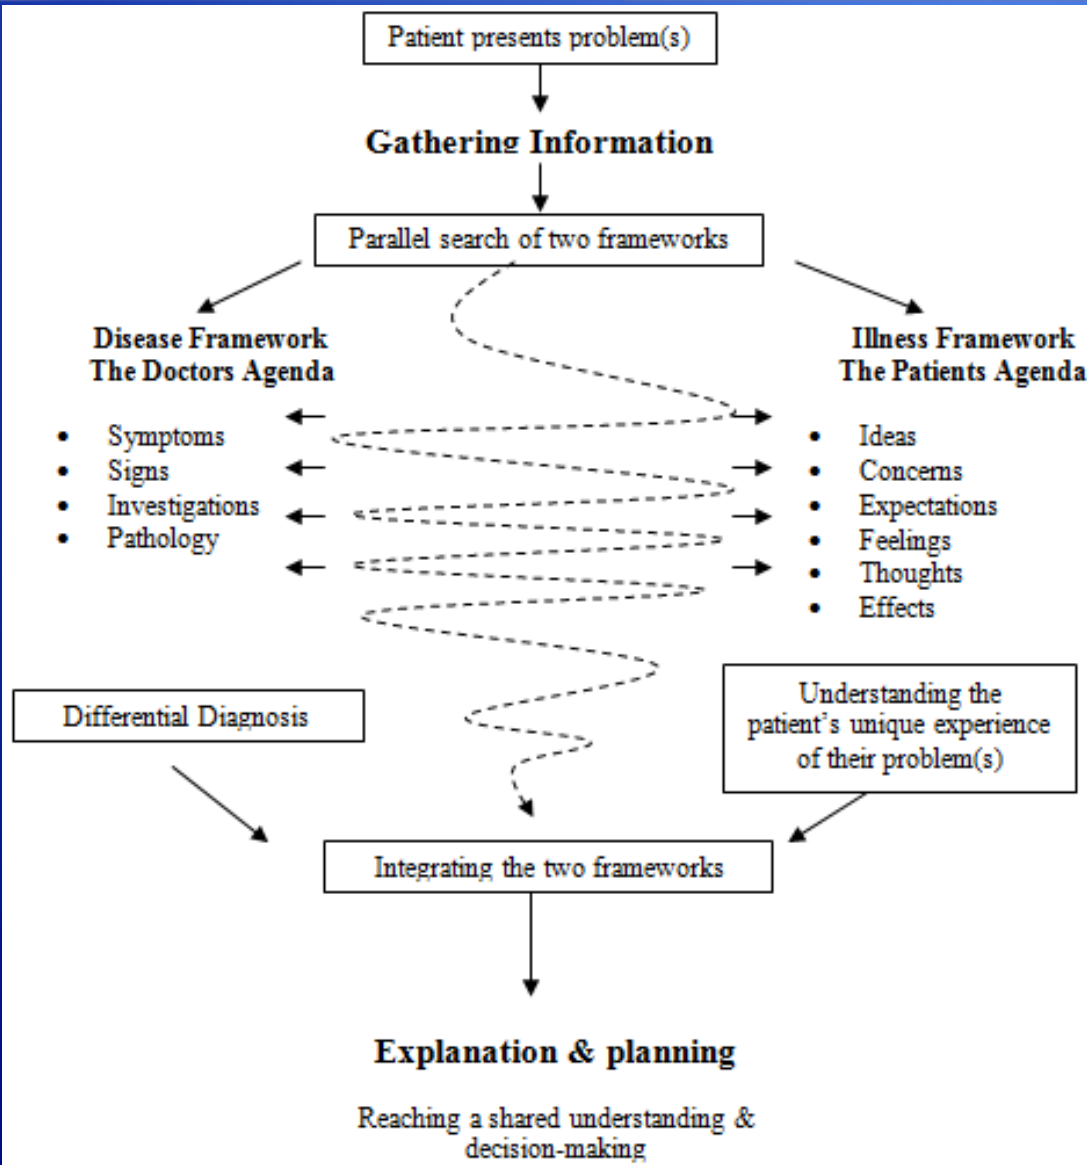 Patient presents problem(s)
Gathering Information
Parallel search of two frameworks
Disease Framework
The Doctors Agenda
• Symptoms
• Signs
• Investigations
• Pathology
Illness Framework
The Patients Agenda
• Ideas
• Concerns
• Expectations
• Feelings
• Thoughts
• Effects
Differential Diagnosis
Understanding the
patient’s unique experience
of their problem(s)
Integrating the two frameworks
Explanation & planning
Reaching a shared understanding &
decision-making